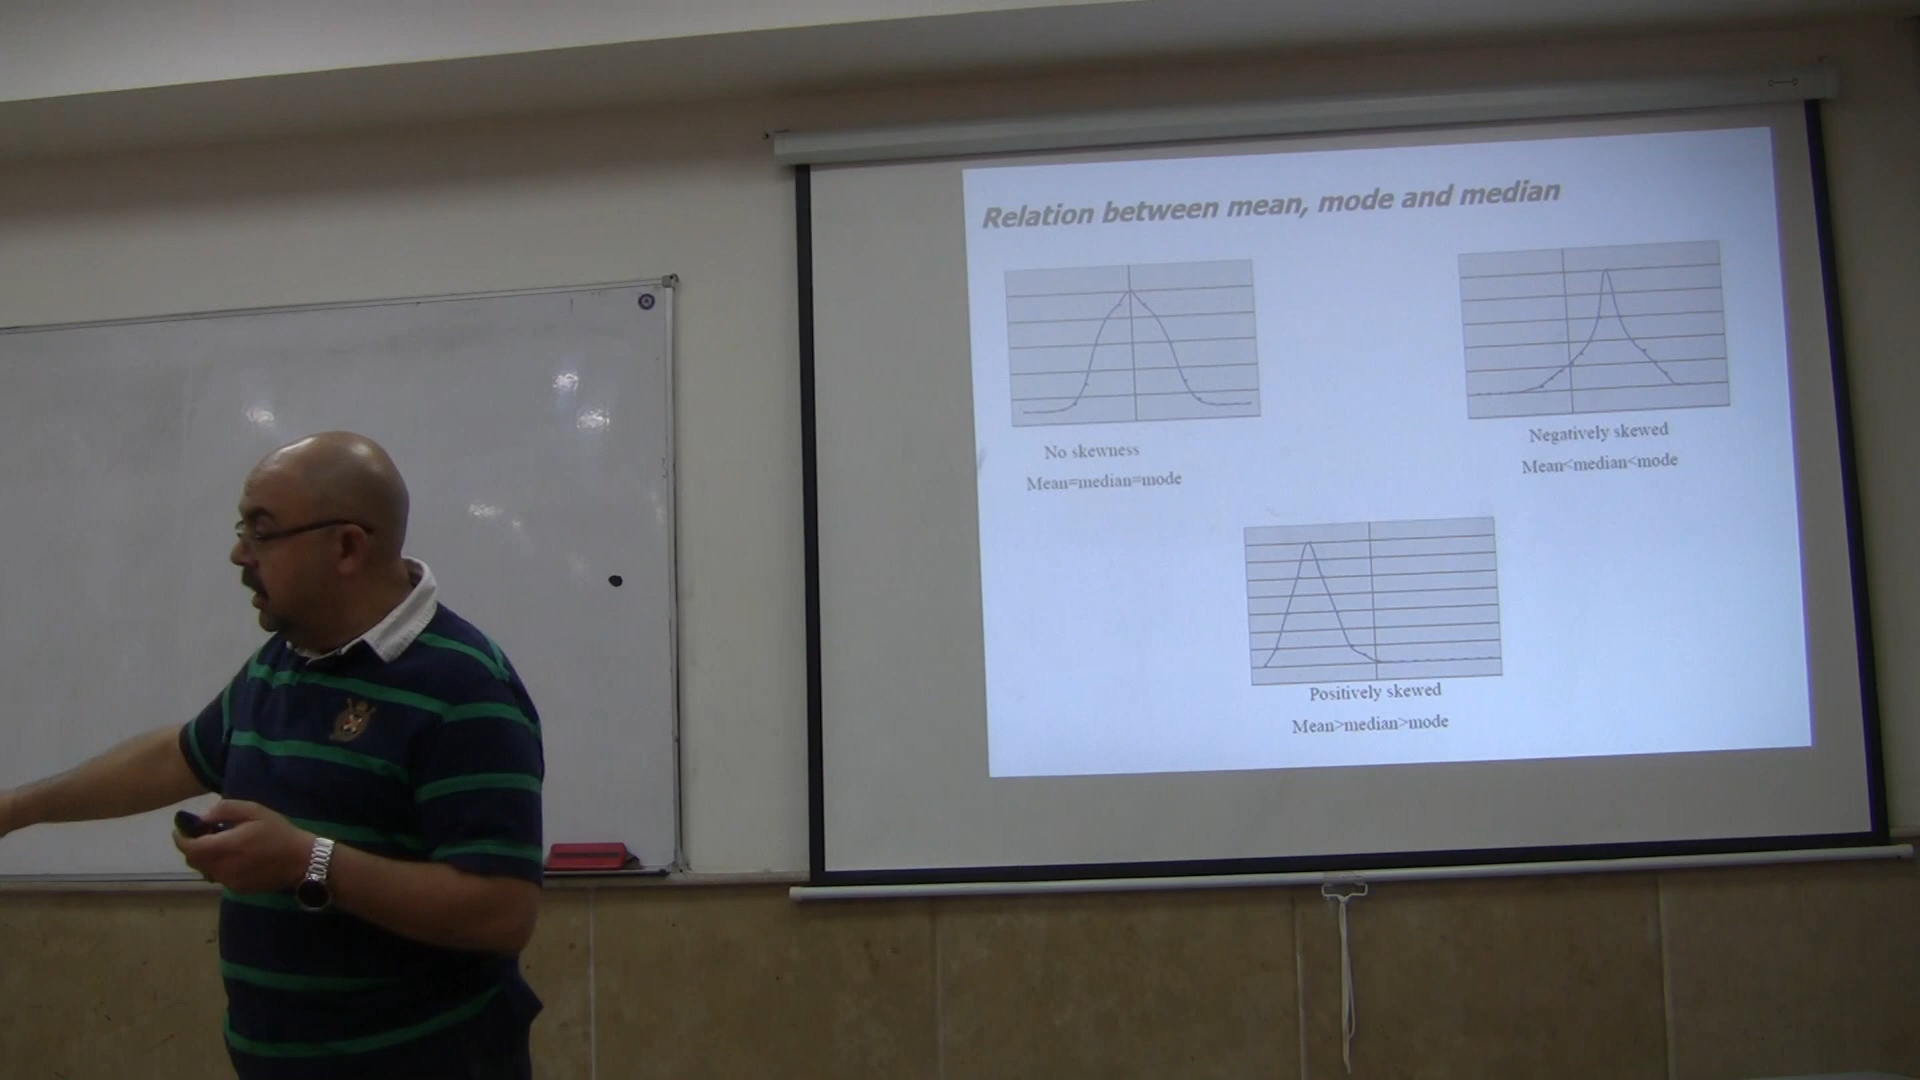 Relation between mean, mode and median
No skewness
Mean=median=mode
Negatively skewed
Mean<median<mode
Positively skewed
Mean>median>mode